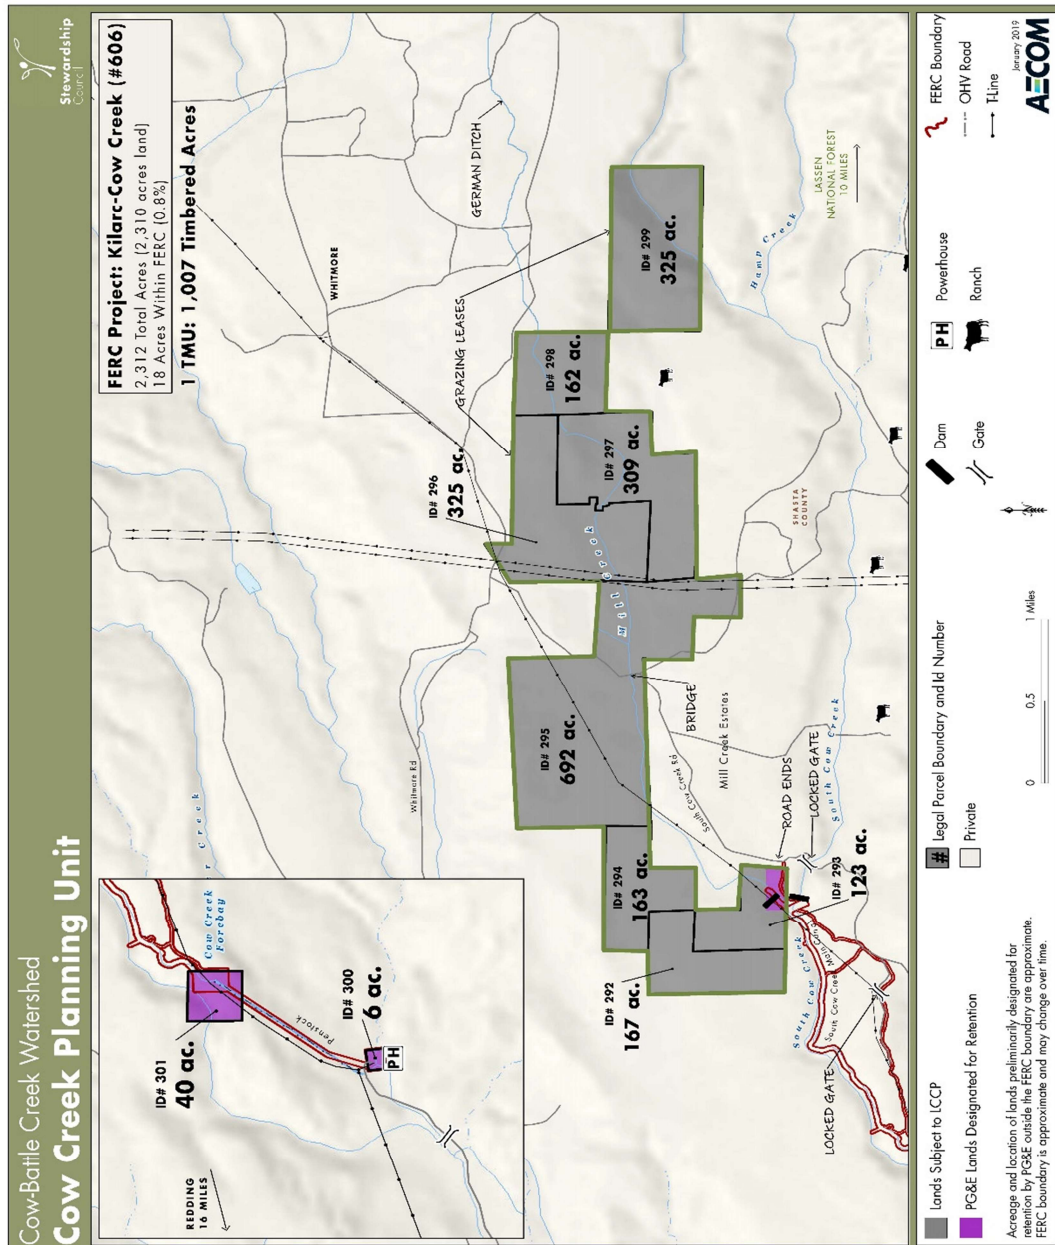 Cow-Battle Creek Watershed
Cow Creek Planning Unit
Stewardship
Council
FERC Project: Kilarc-Cow Creek (#606)
2,312 Total Acres (2,310 acres land)
18 Acres Within FERC (0.8%)
1 TMU: 1,007 Timbered Acres
REDDING
16 MILES
ID# 301
40 ac.
Cow Creek
Forebay
Penstock
ID# 300
6 ac.
PH
Whitmore Rd
WHITMORE
GERMAN DITCH
GRAZING LEASES
ID# 296
325 ac.
ID# 295
692 ac.
ID# 298
162 ac.
ID# 299
325 ac.
ID# 297
309 ac.
Mill Creek
ID# 294
163 ac.
ID# 292
167 ac.
ID# 293
123 ac.
BRIDGE
Mill Creek Estates
South Cow Creek Rd
ROAD ENDS
LOCKED GATE
South Cow Creek
South Cow Creek
South Cow Creek Main Canal
LOCKED GATE
SHASTA
COUNTY
Hamp Creek
LASSEN
NATIONAL FOREST
10 MILES
Lands Subject to LCCP
PG&E Lands Designated for Retention
# Legal Parcel Boundary and Id Number
Private
Dam
Gate
PH Powerhouse
Ranch
FERC Boundary
OHV Road
T-Line
Acreage and location of lands preliminarily designated for
retention by PG&E outside the FERC boundary are approximate.
FERC boundary is approximate and may change over time.
0 0.5 1 Miles
January 2019
AECOM